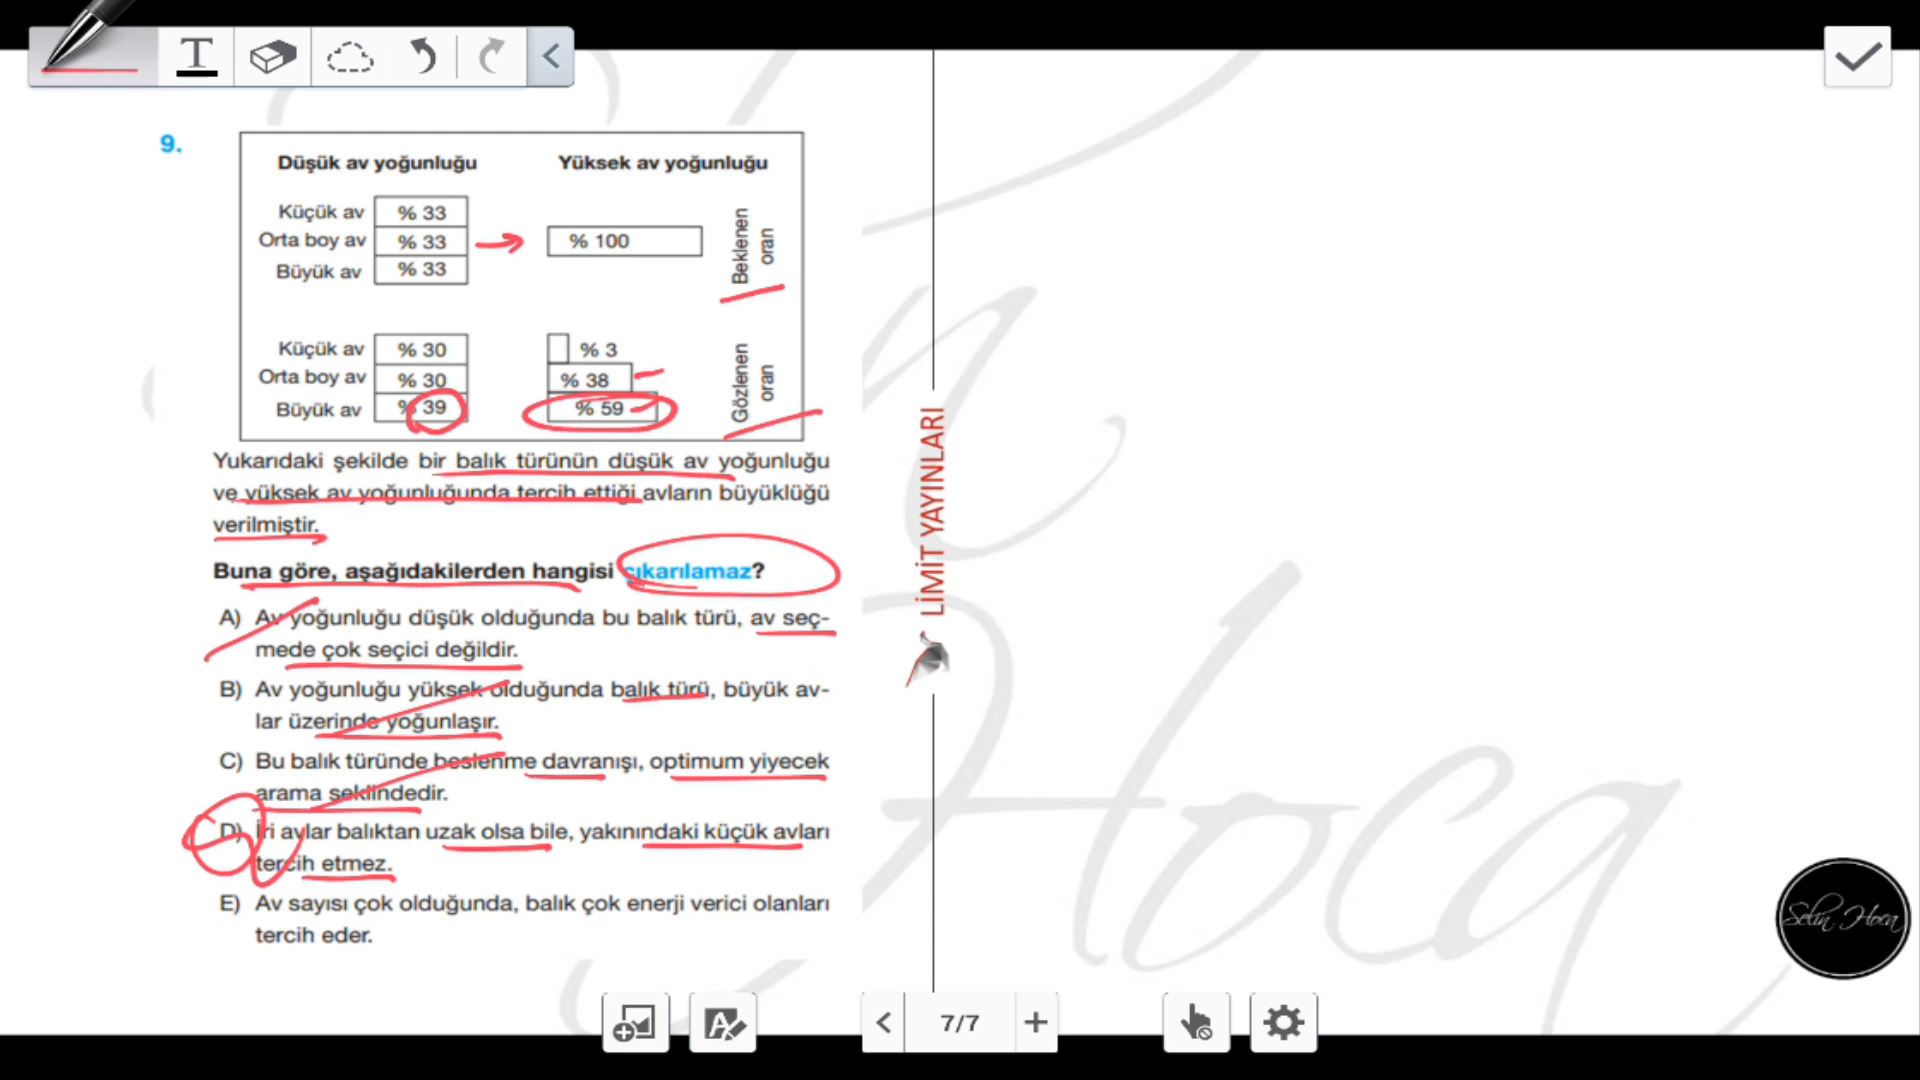 T
9.
Düşük av yoğunluğu
Yüksek av yoğunluğu
Küçük av % 33
Orta boy av % 33
Büyük av % 33
% 100
Beklenen
oran
Küçük av % 30
Orta boy av % 30
Büyük av % 39
% 3
% 38
% 59
Gözlenen
oran
Yukarıdaki şekilde bir balık türünün düşük av yoğunluğu
ve yüksek av yoğunluğunda tercih ettiği avların büyüklüğü
verilmiştir.
Buna göre, aşağıdakilerden hangisi çıkarılamaz?
A) Av yoğunluğu düşük olduğunda bu balık türü, av seç-
mede çok seçici değildir.
B) Av yoğunluğu yüksek olduğunda balık türü, büyük av-
lar üzerinde yoğunlaşır.
C) Bu balık türünde beslenme davranışı, optimum yiyecek
arama şeklindedir.
D) İri avlar balıktan uzak olsa bile, yakınındaki küçük avları
tercih etmez.
E) Av sayısı çok olduğunda, balık çok enerji verici olanları
tercih eder.
LİMİT YAYINLARI
Hoca
Selin Hoca
A
7/7